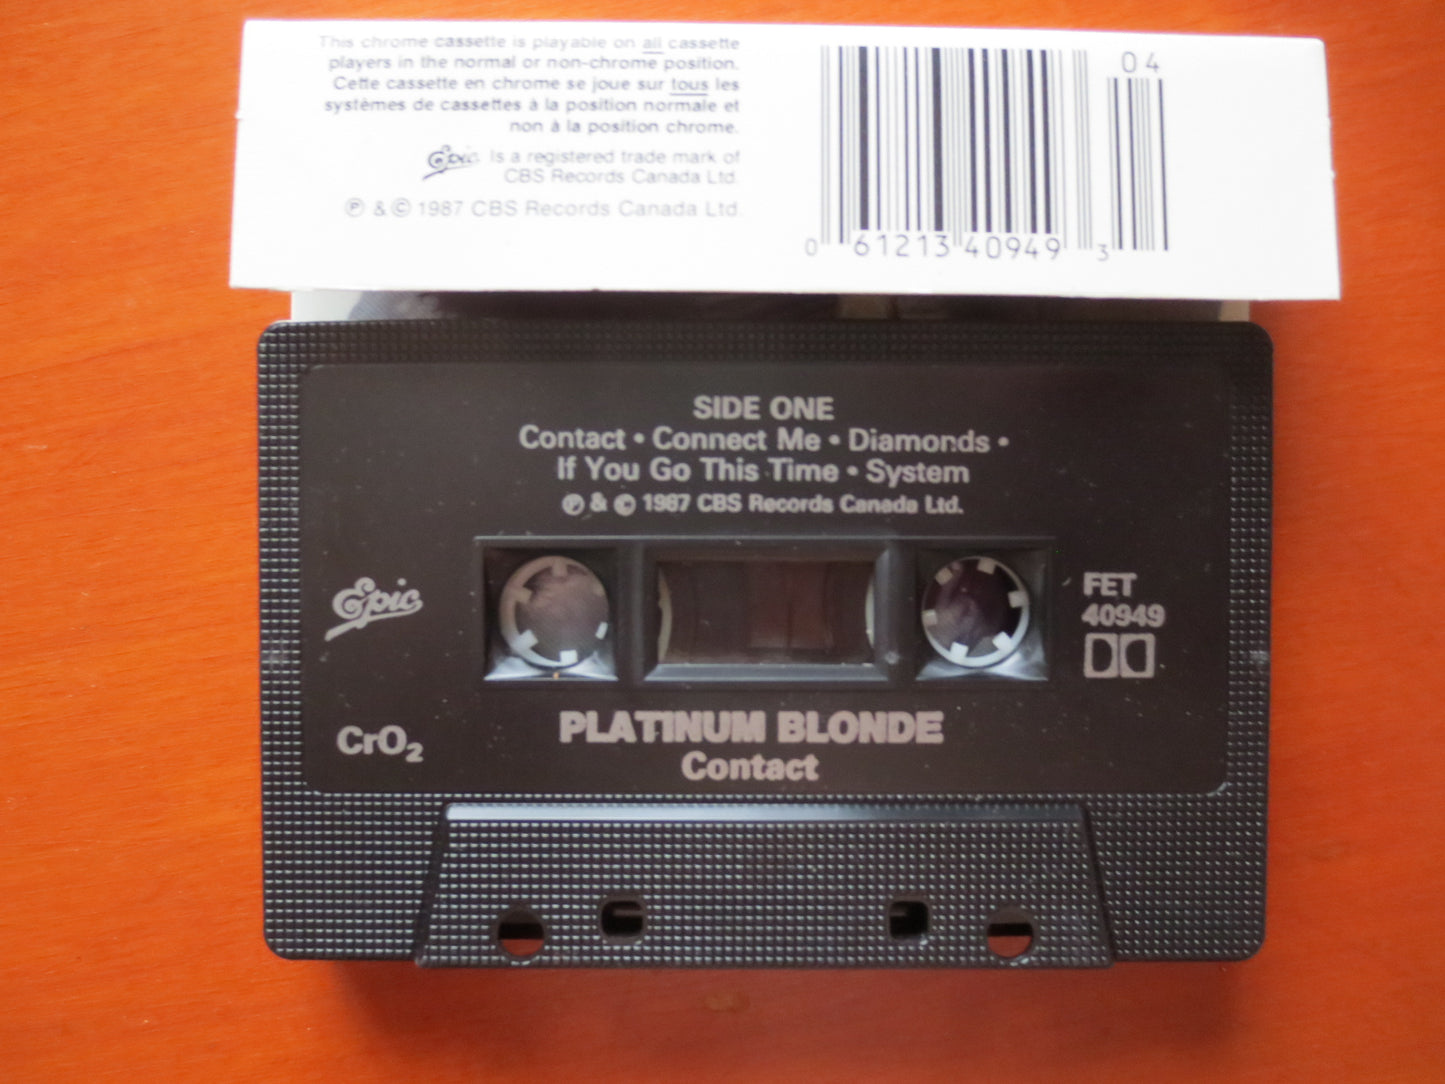 This chrome cassette is playable on all cassette
players in the normal or non-chrome position.
Cette cassette en chrome se joue sur tous les
systèmes de cassettes à la position normale et
non à la position chrome.
Epic Is a registered trade mark of
CBS Records Canada Ltd.
℗ & © 1987 CBS Records Canada Ltd.
04
0 61213 40949 3
SIDE ONE
Contact • Connect Me • Diamonds •
If You Go This Time • System
℗ & © 1987 CBS Records Canada Ltd.
Epic
FET
40949
CrO₂
PLATINUM BLONDE
Contact